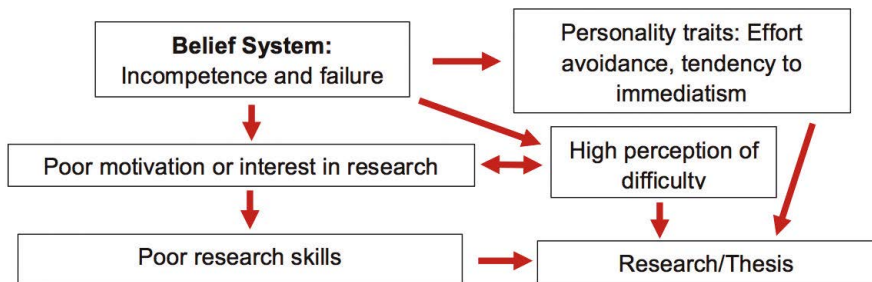 Belief System:
Incompetence and failure
Personality traits: Effort
avoidance, tendency to
immediatism
Poor motivation or interest in research
High perception of
difficulty
Poor research skills
Research/Thesis